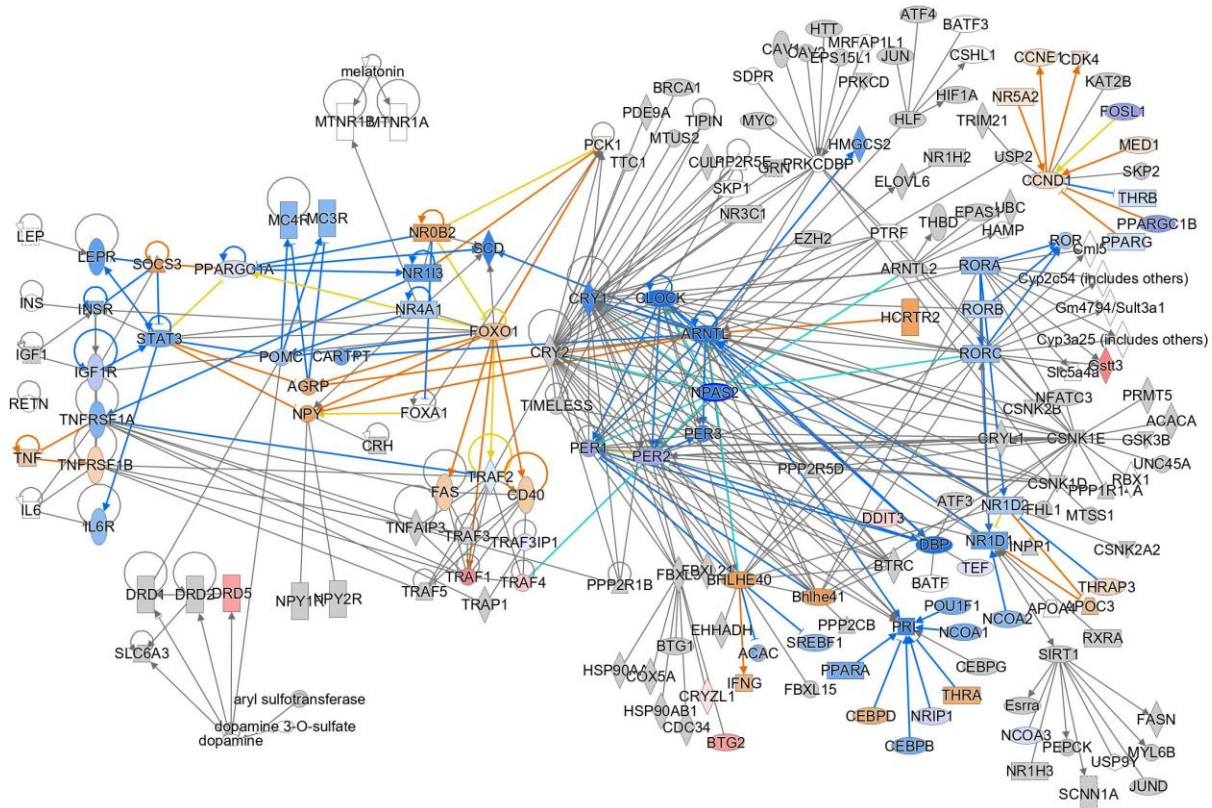 ATF4
HTT
BATF3
MRFAP1L1
CAV1
CAV2
EPS15L1
JUN
CSHL1
CCNE1
CDK4
SDPR
PRKCD
KAT2B
melatonin
BRCA1
PDE9A
HIF1A
NR5A2
FOSL1
MTNR1B
MTNR1A
TIPIN
MYC
HLF
TRIM21
MTUS2
HMGCS2
PCK1
TTC1
PP2R5E
PRKCDBP
NR1H2
USP2
MED1
GRN
SKP1
ELOVL6
CCND1
SKP2
THRB
MC4R
MC3R
NR3C1
THBD
EPAS1
UBC
HAMP
PPARGC1B
LEP
NR0B2
PTRF
EZH2
ROR
PPARG
LEPR
SOCS3
PPARGC1A
SCD
NR1I3
ARNTL2
RORA
Cyp2c54 (includes others)
INS
INSR
NR4A1
CRY1
CLOCK
HCRTR2
RORB
Gm4794/Sult3a1
STAT3
FOXO1
ARNTL
Cyp3a25 (includes others)
IGF1
POMC
CARTPT
CRY2
RORC
Slc5a4a
Gstt3
IGF1R
AGRP
NPAS2
NFATC3
RETN
NPY
FOXA1
TIMELESS
CSNK2B
PRMT5
TNFRSF1A
PER3
CRYL1
CSNK1E
ACACA
CRH
PER1
PER2
GSK3B
TNF
TNFRSF1B
TRAF2
PPP2R5D
CSNK1D
UNC45A
RBX1
FAS
CD40
ATF3
NR1D2
FHL1
MTSS1
IL6
TNFAIP3
DDIT3
IL6R
TRAF3
TRAF3IP1
DBP
NR1D1
INPP1
CSNK2A2
FBXL21
FBXL3
BTRC
TEF
TRAF1
TRAF4
PPP2R1B
BHLHE40
BATF
THRAP3
DRD1
DRD2
DRD5
NPY1R
NPY2R
TRAF5
TRAP1
Bhlhe41
POU1F1
APOA4
APOC3
NCOA2
EHHADH
PPP2CB
PRL
NCOA1
RXRA
SLC6A3
BTG1
SREBF1
ACAC
SIRT1
HSP90AA1
COX5A
PPARA
CEBPG
IFNG
CRYZL1
FBXL15
THRA
aryl sulfotransferase
HSP90AB1
CEBPD
NRIP1
Esrra
FASN
dopamine 3-O-sulfate
CDC34
NCOA3
dopamine
BTG2
CEBPB
PEPCK
MYL6B
USP9Y
NR1H3
JUND
SCNN1A